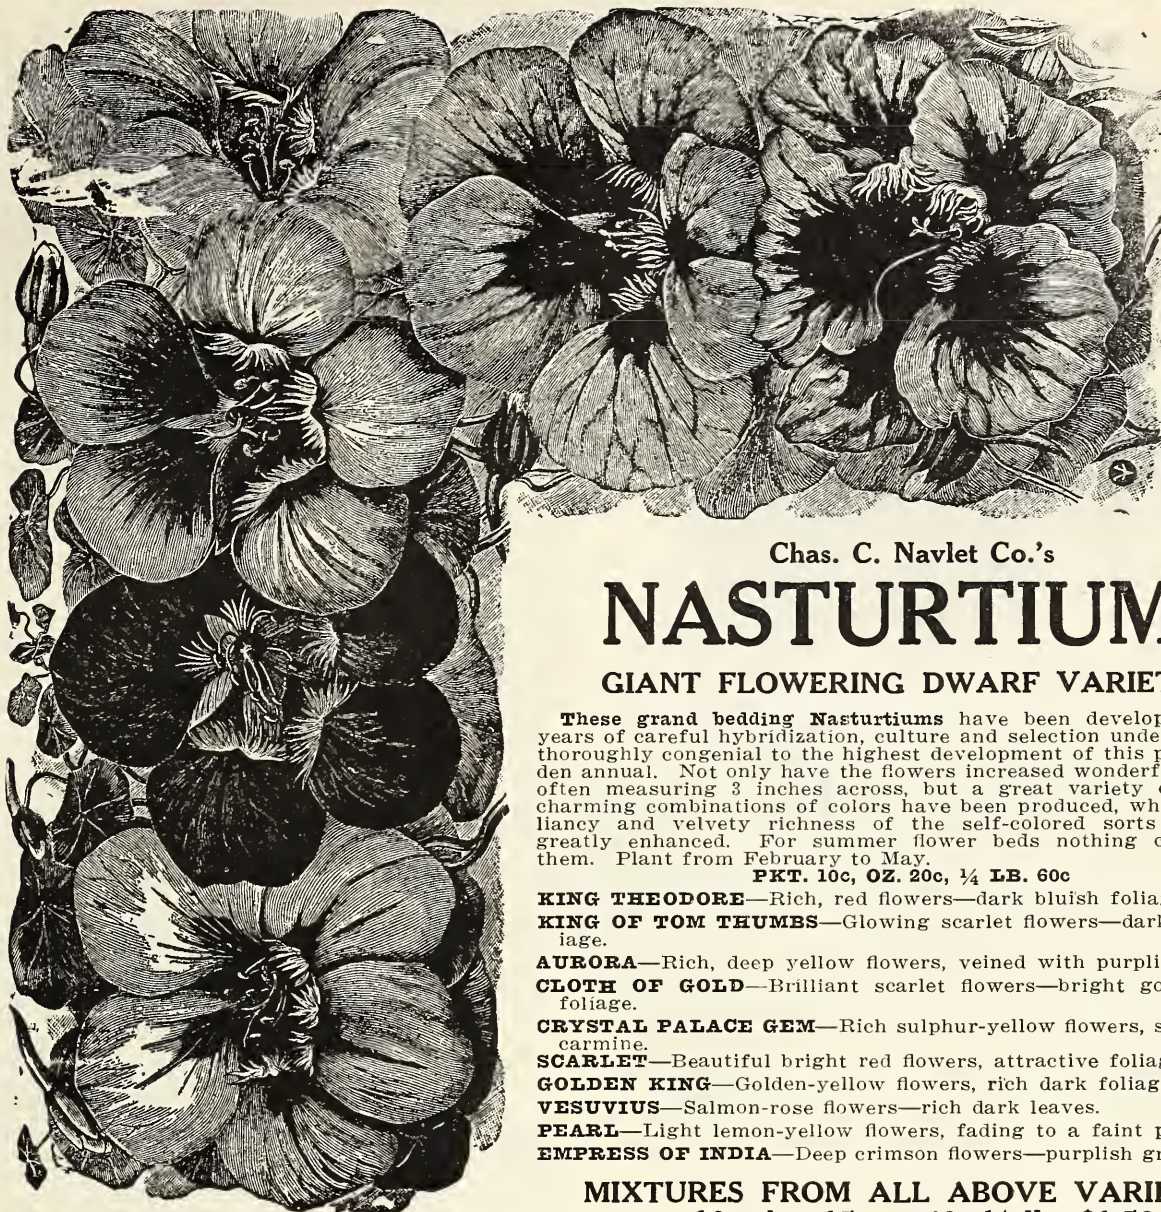 Chas. C. Navlet Co.'s
NASTURTIUM
GIANT FLOWERING DWARF VARIET
These grand bedding Nasturtiums have been develop
years of careful hybridization, culture and selection unde
thoroughly congenial to the highest development of this p
den annual. Not only have the flowers increased wonderf
often measuring 3 inches across, but a great variety
charming combinations of colors have been produced, wh
liancy and velvety richness of the self-colored sorts
greatly enhanced. For summer flower beds nothing c
them. Plant from February to May.
PKT. 10c, OZ. 20c, ¼ LB. 60c
KING THEODORE—Rich, red flowers—dark bluish folia
KING OF TOM THUMBS—Glowing scarlet flowers—dark
iage.
AURORA—Rich, deep yellow flowers, veined with purpli
CLOTH OF GOLD—Brilliant scarlet flowers—bright go
foliage.
CRYSTAL PALACE GEM—Rich sulphur-yellow flowers, s
carmine.
SCARLET—Beautiful bright red flowers, attractive foliag
GOLDEN KING—Golden-yellow flowers, rich dark foliag
VESUVIUS—Salmon-rose flowers—rich dark leaves.
PEARL—Light lemon-yellow flowers, fading to a faint p
EMPRESS OF INDIA—Deep crimson flowers—purplish gr
MIXTURES FROM ALL ABOVE VARIE